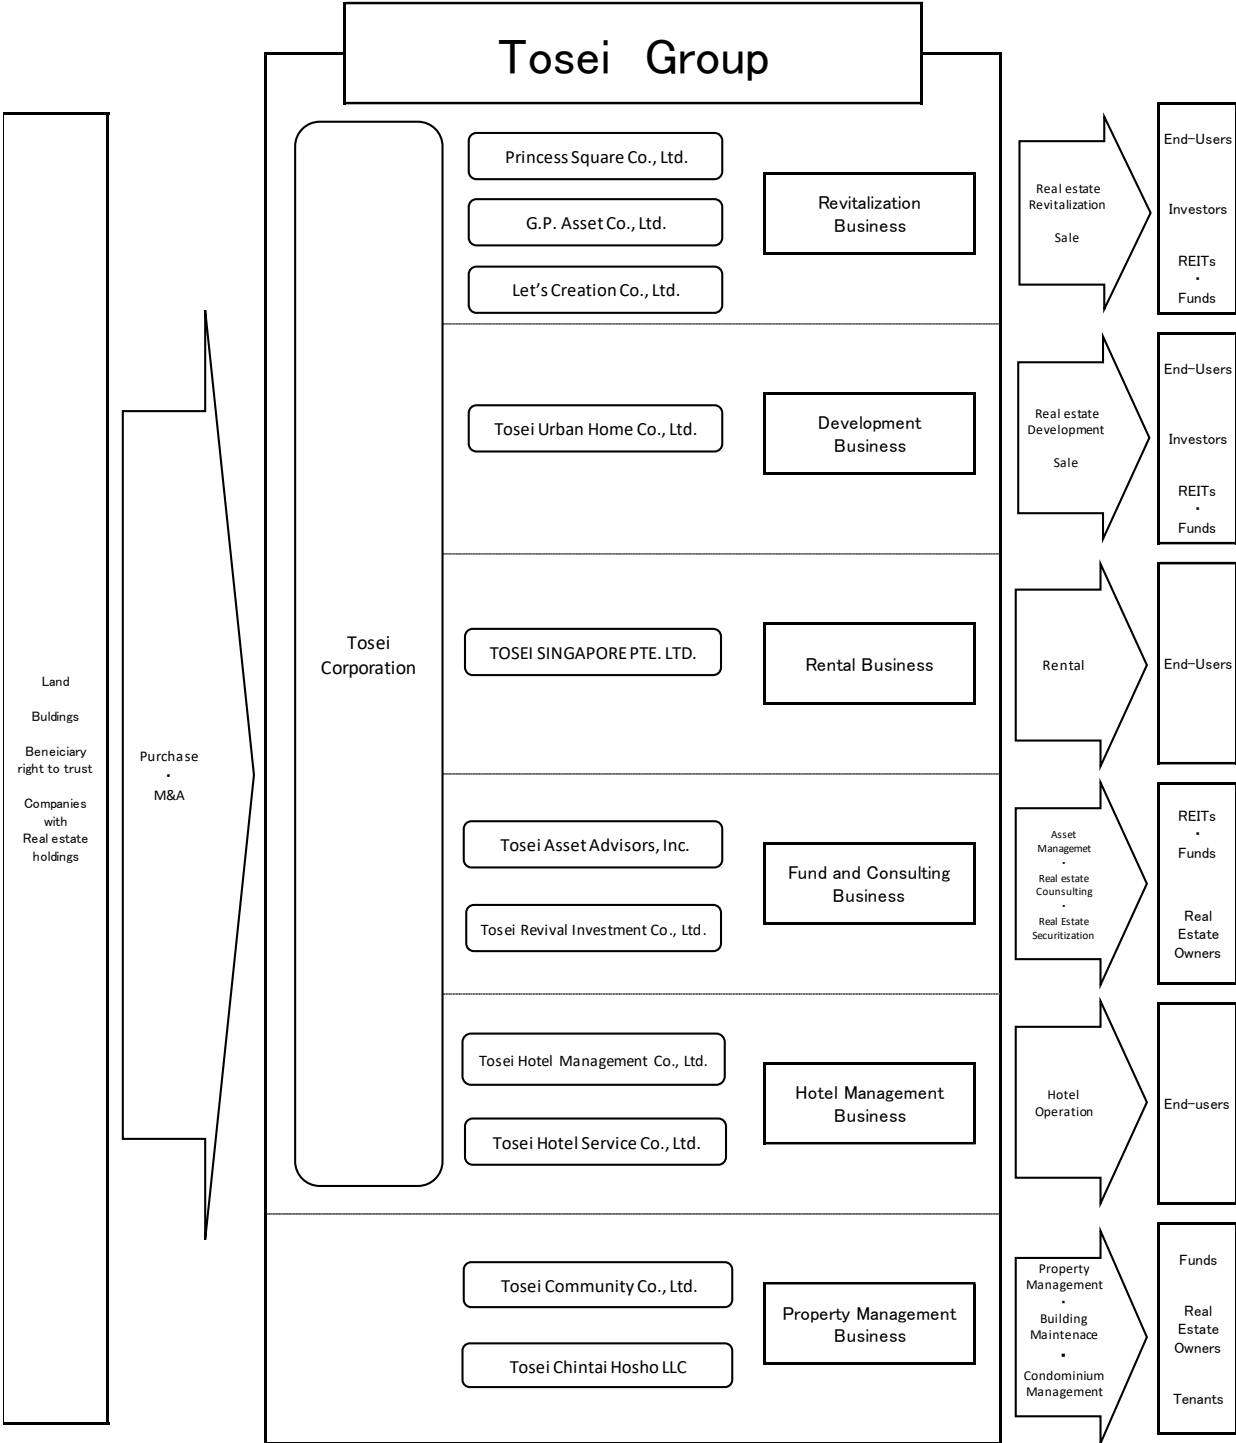 Tosei Group
Land
Buldings
Beneiciary
right to trust
Companies
with
Real estate
holdings
Purchase
・
M&A
Tosei
Corporation
Princess Square Co., Ltd.
G.P. Asset Co., Ltd.
Let's Creation Co., Ltd.
Revitalization
Business
Real estate
Revitalization
Sale
End-Users
Investors
REITs
・
Funds
Tosei Urban Home Co., Ltd.
Development
Business
Real estate
Development
Sale
End-Users
Investors
REITs
・
Funds
TOSEI SINGAPORE PTE. LTD.
Rental Business
Rental
End-Users
Tosei Asset Advisors, Inc.
Tosei Revival Investment Co., Ltd.
Fund and Consulting
Business
Asset
Managemet
・
Real estate
Counsulting
・
Real Estate
Securitization
REITs
・
Funds
Real
Estate
Owners
Tosei Hotel Management Co., Ltd.
Tosei Hotel Service Co., Ltd.
Hotel Management
Business
Hotel
Operation
End-users
Tosei Community Co., Ltd.
Tosei Chintai Hosho LLC
Property Management
Business
Property
Management
・
Building
Maintenace
・
Condominium
Management
Funds
Real
Estate
Owners
Tenants